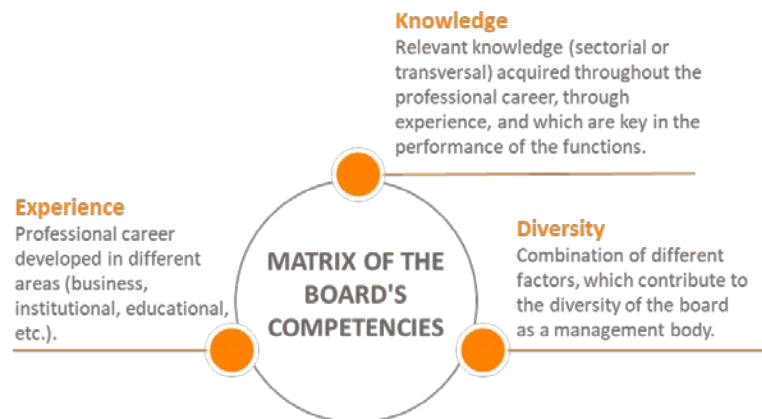 Knowledge
Relevant knowledge (sectorial or
transversal) acquired throughout the
professional career, through
experience, and which are key in the
performance of the functions.
Experience
Professional career
developed in different
areas (business,
institutional, educational,
etc.).
MATRIX OF THE
BOARD'S
COMPETENCIES
Diversity
Combination of different
factors, which contribute to
the diversity of the board
as a management body.